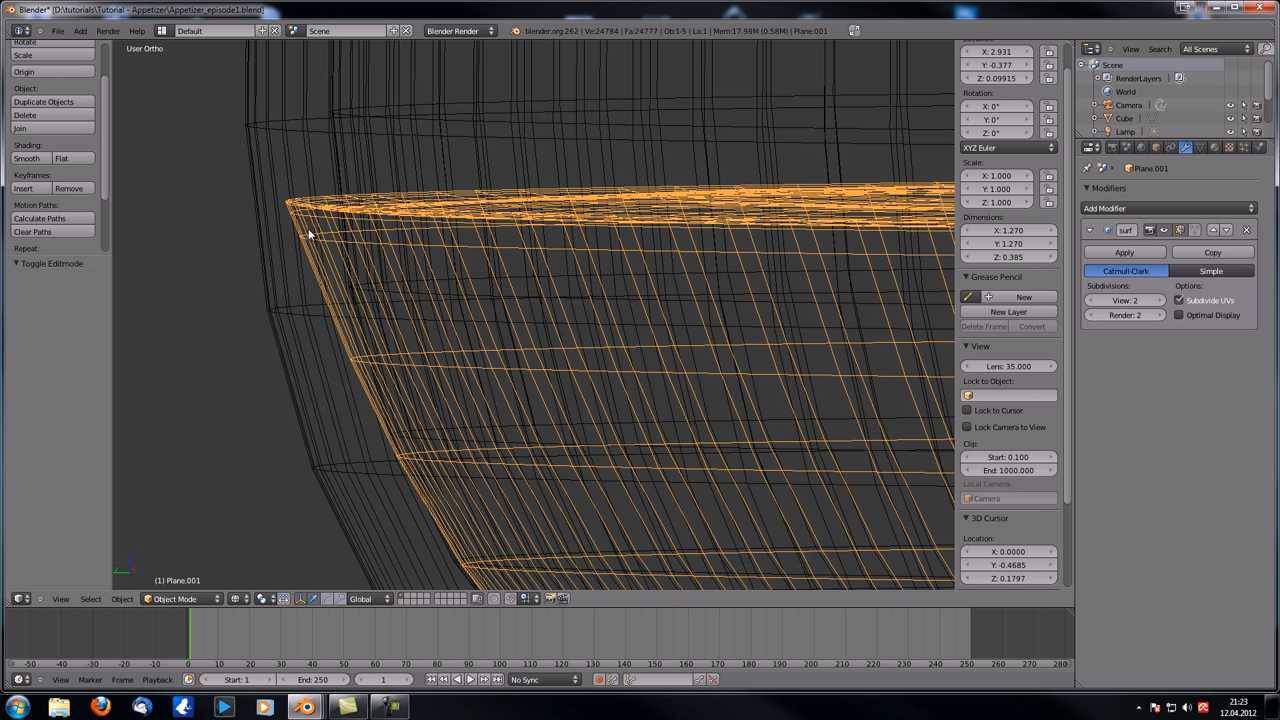 Blender* [D:\tutorials\Tutorial - Appetizer\Appetizer_episode1.blend]
File Add Render Help Default Scene Blender Render blender.org 262 | Ve:24784 | Fa:24777 | Ob:1-5 | La:1 | Mem:17.98M (0.58M) | Plane.001
Rotate
Scale
Origin
Object:
Duplicate Objects
Delete
Join
Shading:
Smooth Flat
Keyframes:
Insert Remove
Motion Paths:
Calculate Paths
Clear Paths
Repeat:
Toggle Editmode
User Ortho
(1) Plane.001
X: 2.931
Y: -0.377
Z: 0.09915
Rotation:
X: 0°
Y: 0°
Z: 0°
XYZ Euler
Scale:
X: 1.000
Y: 1.000
Z: 1.000
Dimensions:
X: 1.270
Y: 1.270
Z: 0.385
Grease Pencil
New
New Layer
Delete Frame Convert
View
Lens: 35.000
Lock to Object:
Lock to Cursor
Lock Camera to View
Clip:
Start: 0.100
End: 1000.000
Local Camera:
Camera
3D Cursor
Location:
X: 0.0000
Y: -0.4685
Z: 0.1797
View Search All Scenes
Scene
RenderLayers
World
Camera
Cube
Lamp
Plane.001
Modifiers
Add Modifier
surf
Apply Copy
Catmull-Clark Simple
Subdivisions: Options:
View: 2 Subdivide UVs
Render: 2 Optimal Display
View Select Object Object Mode Global
-50 -40 -30 -20 -10 0 10 20 30 40 50 60 70 80 90 100 110 120 130 140 150 160 170 180 190 200 210 220 230 240 250 260 270 280
View Marker Frame Playback Start: 1 End: 250 1 No Sync
21:23
12.04.2012